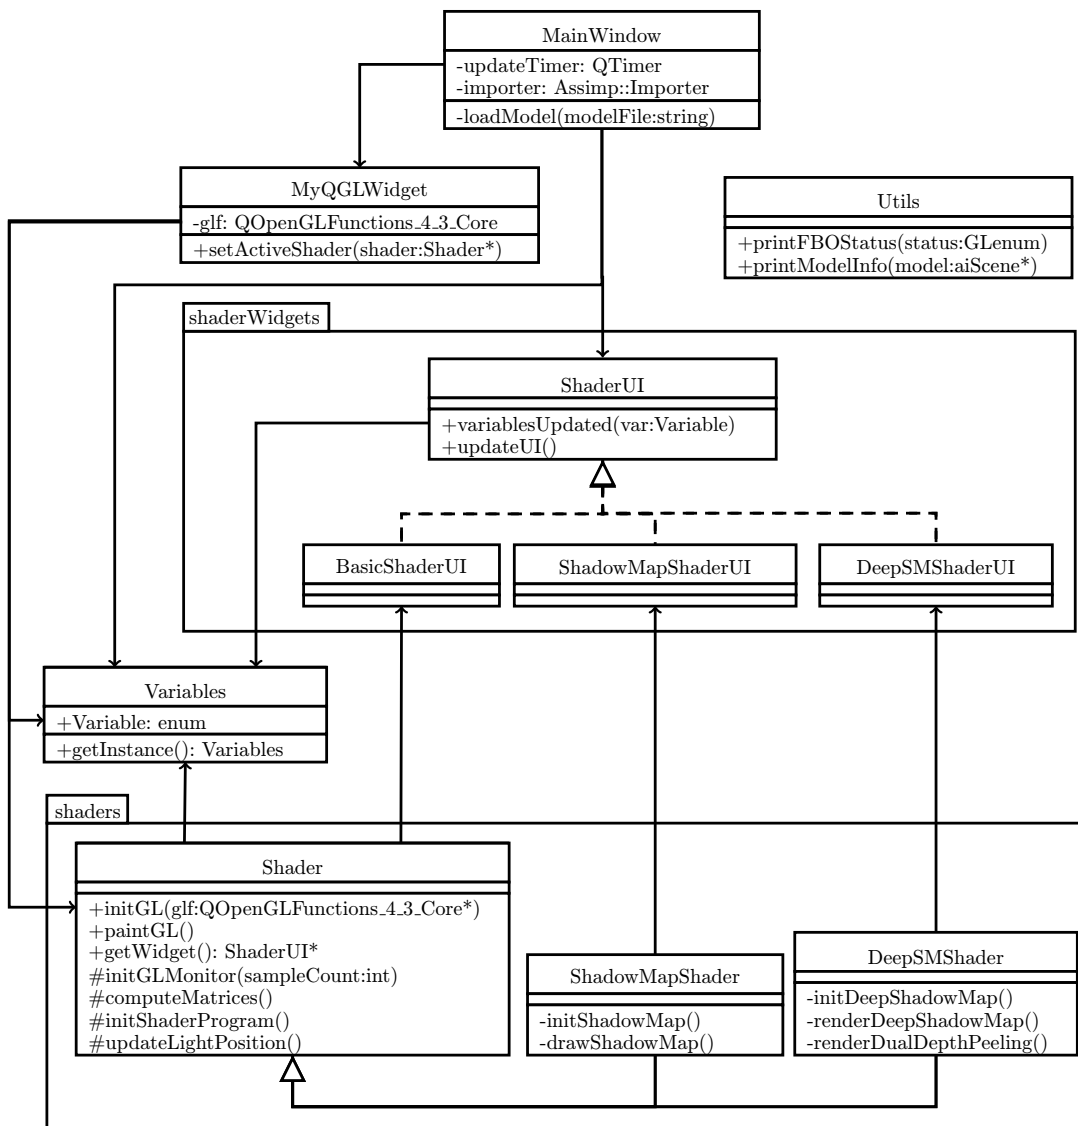 MainWindow
-updateTimer: QTimer
-importer: Assimp::Importer
-loadModel(modelFile:string)
MyQGLWidget
-glf: QOpenGLFunctions_4_3_Core
+setActiveShader(shader:Shader*)
Utils
+printFBOStatus(status:GLenum)
+printModelInfo(model:aiScene*)
shaderWidgets
ShaderUI
+variablesUpdated(var:Variable)
+updateUI()
BasicShaderUI
ShadowMapShaderUI
DeepSMShaderUI
Variables
+Variable: enum
+getInstance(): Variables
shaders
Shader
+initGL(glf:QOpenGLFunctions_4_3_Core*)
+paintGL()
+getWidget(): ShaderUI*
#initGLMonitor(sampleCount:int)
#computeMatrices()
#initShaderProgram()
#updateLightPosition()
ShadowMapShader
-initShadowMap()
-drawShadowMap()
DeepSMShader
-initDeepShadowMap()
-renderDeepShadowMap()
-renderDualDepthPeeling()